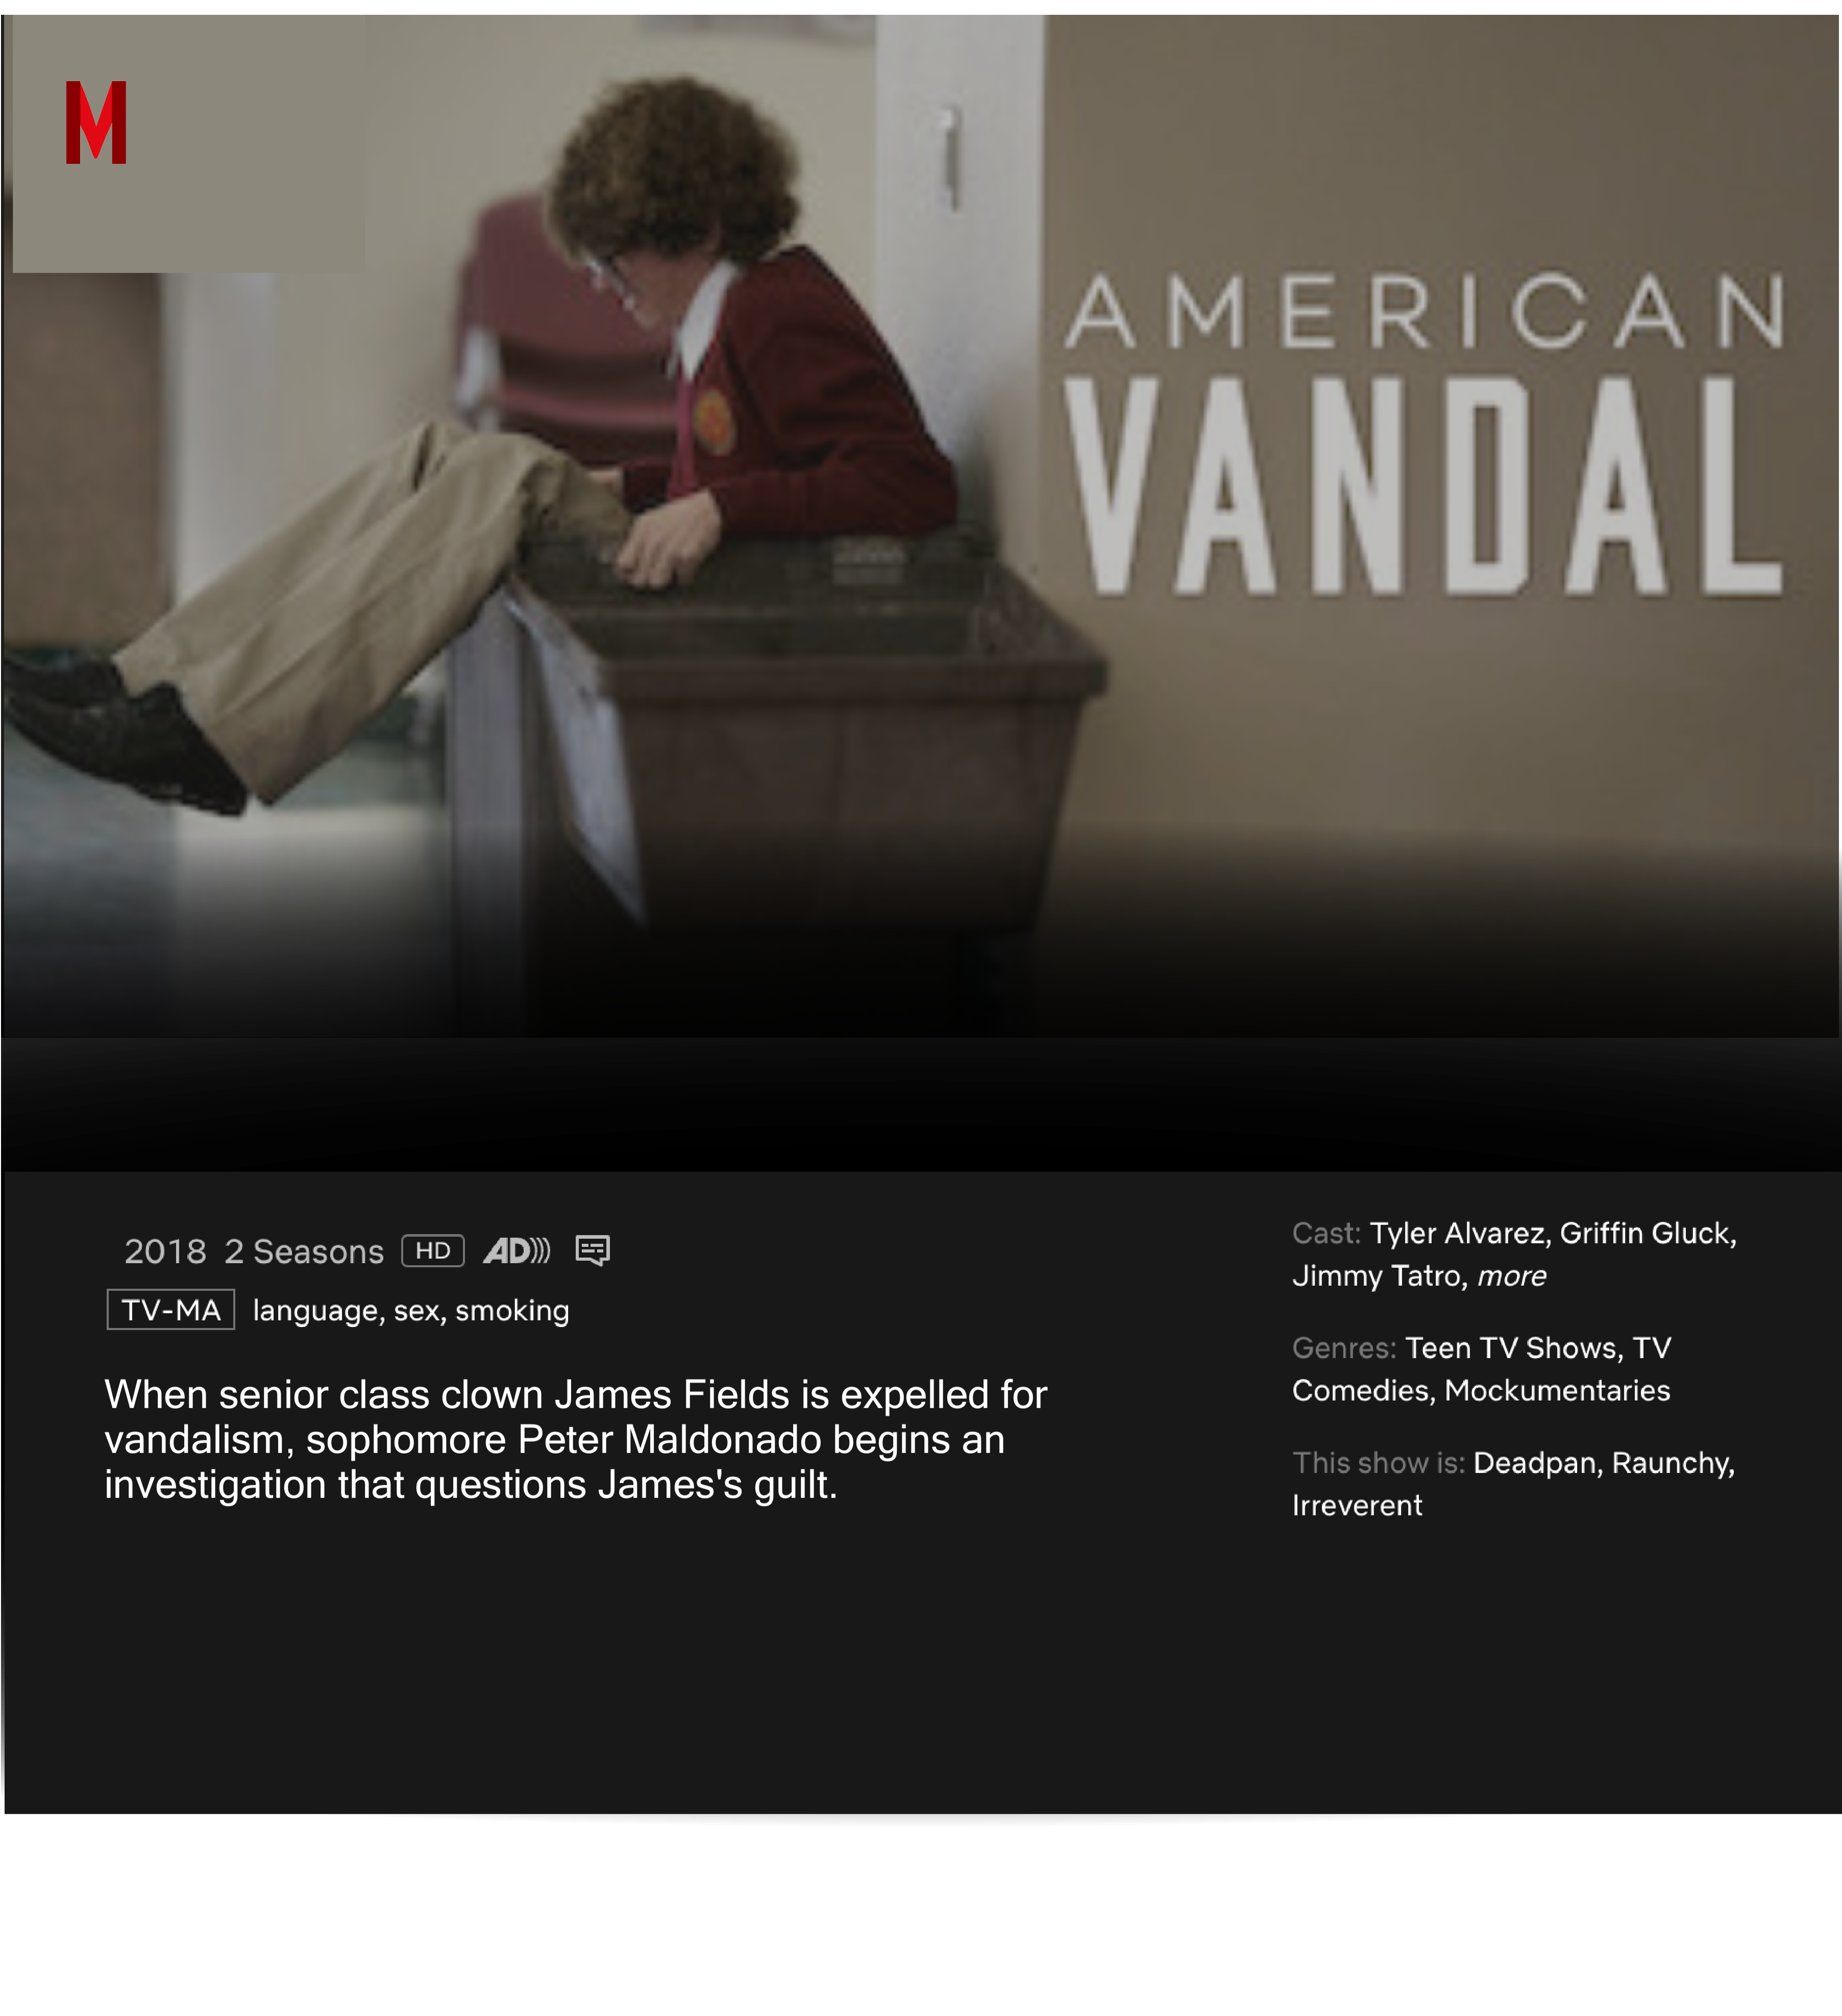 M
AMERICAN
VANDAL
2018 2 Seasons HD AD)))
TV-MA language, sex, smoking
When senior class clown James Fields is expelled for
vandalism, sophomore Peter Maldonado begins an
investigation that questions James's guilt.
Cast: Tyler Alvarez, Griffin Gluck,
Jimmy Tatro, more
Genres: Teen TV Shows, TV
Comedies, Mockumentaries
This show is: Deadpan, Raunchy,
Irreverent